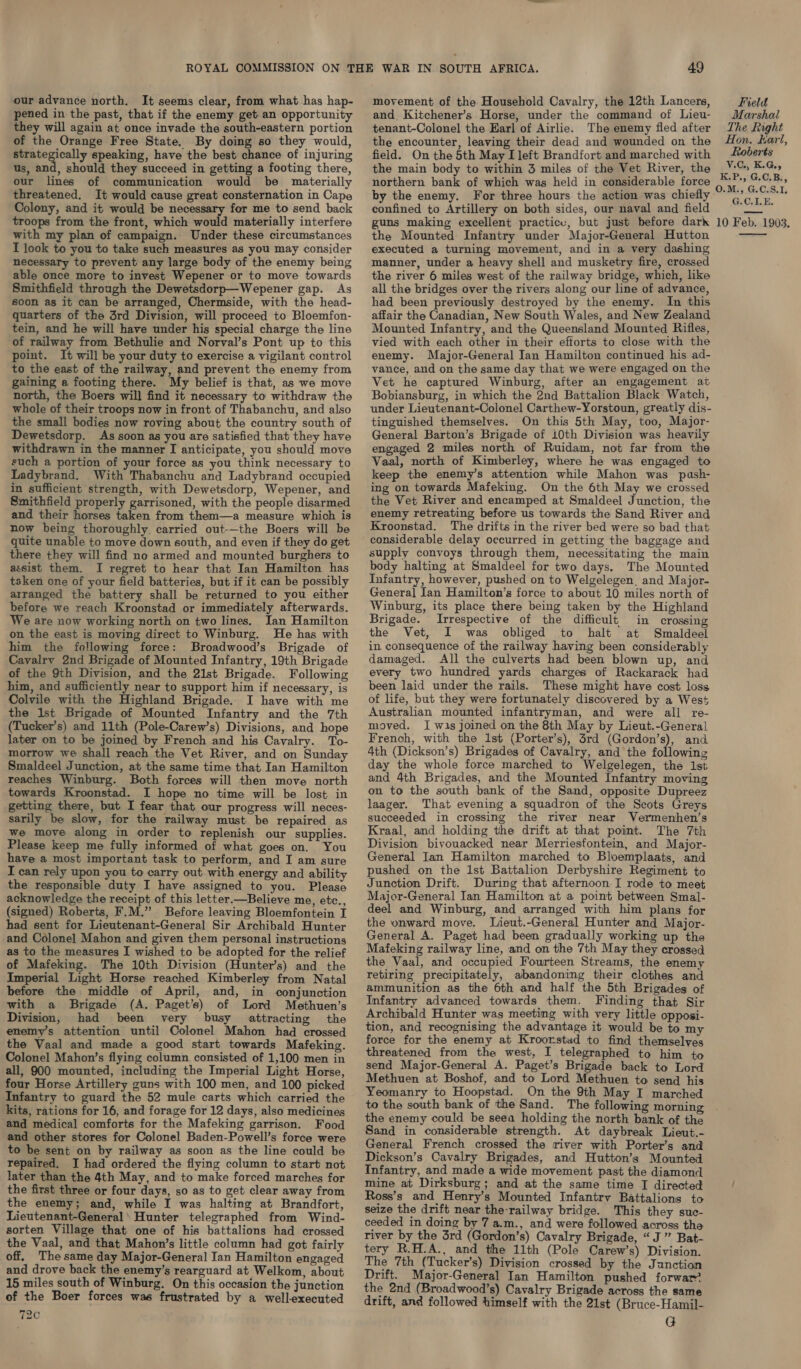 ROYAL COMMISSION ON THE WAR IN SOUTH AFRICA. 49
our advance north. It seems clear, from what has hap-
pened in the past, that if the enemy get an opportunity
they will again at once invade the south-eastern portion
of the Orange Free State. By doing so they would,
strategically speaking, have the best chance of injuring
us, and, should they succeed in getting a footing there,
our lines of communication would be materially
threatened. It would cause great consternation in Cape
Colony, and it would be necessary for me to send back
troops from the front, which would materially interfere
with my plan of campaign. Under these circumstances
I look to you to take such measures as you may consider
necessary to prevent any large body of the enemy being
able once more to invest Wepener or to move towards
Smithfield through the Dewetsdorp—Wepener gap. As
soon as it can be arranged, Chermside, with the head-
quarters of the 3rd Division, will proceed to Bloemfon-
tein, and he will have under his special charge the line
of railway from Bethulie and Norval's Pont up to this
point. It will be your duty to exercise a vigilant control
to the east of the railway, and prevent the enemy from
gaining a footing there. My belief is that, as we move
north, the Boers will find it necessary to withdraw the
whole of their troops now in front of Thabanchu, and also
the small bodies now roving about the country south of
Dewetsdorp. As soon as you are satisfied that they have
withdrawn in the manner I anticipate, you should move
such a portion of your force as you think necessary to
Ladybrand. With Thabanchu and Ladybrand occupied
in sufficient strength, with Dewetsdorp, Wepener, and
Smithfield properly garrisoned, with the people disarmed
and their horses taken from them—a measure which is
now being thoroughly carried out—the Boers will be
quite unable to move down south, and even if they do get
there they will find no armed and mounted burghers to
assist them. I regret to hear that Ian Hamilton has
taken one of your field batteries, but if it can be possibly
arranged the battery shall be returned to you either
before we reach Kroonstad or immediately afterwards.
We are now working north on two lines. Ian Hamilton
on the east is moving direct to Winburg. He has with
him the following force: Broadwood's Brigade of
Cavalry 2nd Brigade of Mounted Infantry, 19th Brigade
of the 9th Division, and the 21st Brigade. Following
him, and sufficiently near to support him if necessary, is
Colvile with the Highland Brigade. I have with me
the 1st Brigade of Mounted Infantry and the 7th
(Tucker's) and 11th (Pole-Carew's) Divisions, and hope
later on to be joined by French and his Cavalry. To-
morrow we shall reach the Vet River, and on Sunday
Smaldeel Junction, at the same time that Ian Hamilton
reaches Winburg. Both forces will then move north
towards Kroonstad. I hope no time will be lost in
getting there, but I fear that our progress will neces-
sarily be slow, for the railway must be repaired as
we move along in order to replenish our supplies.
Please keep me fully informed of what goes on. You
have a most important task to perform, and I am sure
I can rely upon you to carry out with energy and ability
the responsible duty I have assigned to you. Please
acknowledge the receipt of this letter.—Believe me, etc.,
(signed) Roberts, F.M." Before leaving Bloemfontein I
had sent for Lieutenant-General Sir Archibald Hunter
and Colonel Mahon and given them personal instructions
as to the measures I wished to be adopted for the relief
of Mafeking. The 10th Division (Hunter's) and the
Imperial Light Horse reached Kimberley from Natal
before the middle of April, and, in conjunction
with a Brigade (A. Paget's) of Lord Methuen's
Division, had been very busy attracting the
enemy's attention until Colonel Mahon had crossed
the Vaal and made a good start towards Mafeking.
Colonel Mahon's flying column consisted of 1,100 men in
all, 900 mounted, including the Imperial Light Horse,
four Horse Artillery guns with 100 men, and 100 picked
Infantry to guard the 52 mule carts which carried the
kits, rations for 16, and forage for 12 days, also medicines
and medical comforts for the Mafeking garrison. Food
and other stores for Colonel Baden-Powell's force were
to be sent on by railway as soon as the line could be
repaired. I had ordered the flying column to start not
later than the 4th May, and to make forced marches for
the first three or four days, so as to get clear away from
the enemy; and, while I was halting at Brandfort,
Lieutenant-General Hunter telegraphed from Wind-
sorten Village that one of his battalions had crossed
the Vaal, and that Mahon's little column had got fairly
off. The same day Major-General Ian Hamilton engaged
and drove back the enemy's rearguard at Welkom, about
15 miles south of Winburg. On this occasion the junction
of the Boer forces was frustrated by a well-executed
72C
movement of the Household Cavalry, the 12th Lancers,
and Kitchener's Horse, under the command of Lieu-
tenant-Colonel the Earl of Airlie. The enemy fled after
the encounter, leaving their dead and wounded on the
field. On the 5th May I left Brandfort and marched with
the main body to within 3 miles of the Vet River, the
northern bank of which was held in considerable force
by the enemy. For three hours the action was chiefly
confined to Artillery on both sides, our naval and field
guns making excellent practice, but just before dark
the Mounted Infantry under Major-General Hutton
executed a turning movement, and in a very dashing
manner, under a heavy shell and musketry fire, crossed
the river 6 miles west of the railway bridge, which, like
all the bridges over the rivers along our line of advance,
had been previously destroyed by the enemy. In this
affair the Canadian, New South Wales, and New Zealand
Mounted Infantry, and the Queensland Mounted Rifles,
vied with each other in their efforts to close with the
enemy. Major-General Ian Hamilton continued his ad-
vance, and on the same day that we were engaged on the
Vet he captured Winburg, after an engagement at
Bobiansburg, in which the 2nd Battalion Black Watch,
under Lieutenant-Colonel Carthew-Yorstoun, greatly dis-
tinguished themselves. On this 5th May, too, Major-
General Barton's Brigade of 10th Division was heavily
engaged 2 miles north of Ruidam, not far from the
Vaal, north of Kimberley, where he was engaged to
keep the enemy's attention while Mahon was push-
ing on towards Mafeking. On the 6th May we crossed
the Vet River and encamped at Smaldeel Junction, the
enemy retreating before us towards the Sand River and
Kroonstad. The drifts in the river bed were so bad that
considerable delay occurred in getting the baggage and
supply convoys through them, necessitating the main
body halting at Smaldeel for two days. The Mounted
Infantry, however, pushed on to Welgelegen, and Major-
General Ian Hamilton's force to about 10 miles north of
Winburg, its place there being taken by the Highland
Brigade. Irrespective of the difficult in crossing
the Vet, I was obliged to halt at Smaldeel
in consequence of the railway having been considerably
damaged. All the culverts had been blown up, and
every two hundred yards charges of Rackarack had
been laid under the rails. These might have cost loss
of life, but they were fortunately discovered by a West
Australian mounted infantryman, and were all re-
moved. I was joined on the 8th May by Lieut.-General
French, with the 1st (Porter's), 3rd (Gordon's), and
4th (Dickson's) Brigades of Cavalry, and the following
day the whole force marched to Welgelegen, the 1st
and 4th Brigades, and the Mounted Infantry moving
on to the south bank of the Sand, opposite Dupreez
laager. That evening a squadron of the Scots Greys
succeeded in crossing the river near Vermenhen's
Kraal, and holding the drift at that point. The 7th
Division bivouacked near Merriesfontein, and Major-
General Ian Hamilton marched to Bloemplaats, and
pushed on the 1st Battalion Derbyshire Regiment to
Junction Drift. During that afternoon I rode to meet
Major-General Ian Hamilton at a point between Smal-
deel and Winburg, and arranged with him plans for
the onward move. Lieut.-General Hunter and Major-
General A. Paget had been gradually working up the
Mafeking railway line, and on the 7th May they crossed
the Vaal, and occupied Fourteen Streams, the enemy
retiring precipitately, abandoning their clothes and
ammunition as the 6th and half the 5th Brigades of
Infantry advanced towards them. Finding that Sir
Archibald Hunter was meeting with very little opposi-
tion, and recognising the advantage it would be to my
force for the enemy at Kroonstad to find themselves
threatened from the west, I telegraphed to him to
send Major-General A. Paget's Brigade back to Lord
Methuen at Boshof, and to Lord Methuen to send his
Yeomanry to Hoopstad. On the 9th May I marched
to the south bank of the Sand. The following morning
the enemy could be seen holding the north bank of the
Sand in considerable strength. At daybreak Lieut.-
General French crossed the river with Porter's and
Dickson's Cavalry Brigades, and Hutton's Mounted
Infantry, and made a wide movement past the diamond
mine at Dirksburg; and at the same time I directed
Ross's and Henry's Mounted Infantry Battalions to
seize the drift near the railway bridge. This they suc-
ceeded in doing by 7 a.m., and were followed across the
river by the 3rd (Gordon's) Cavalry Brigade, "J" Bat-
tery R.H.A., and the 11th (Pole Carew's) Division.
The 7th (Tucker's) Division crossed by the Junction
Drift. Major-General Ian Hamilton pushed forward
the 2nd (Broadwood's) Cavalry Brigade across the same
drift, and followed himself with the 21st (Bruce-Hamil-
G
Field
Marshal
The Right
Hon. Earl,
Roberts
V.C., K.G.,
K.P., G.C.B.,
O.M., G.C.S.I,
G.C.I.E.
10 Feb. 1903.